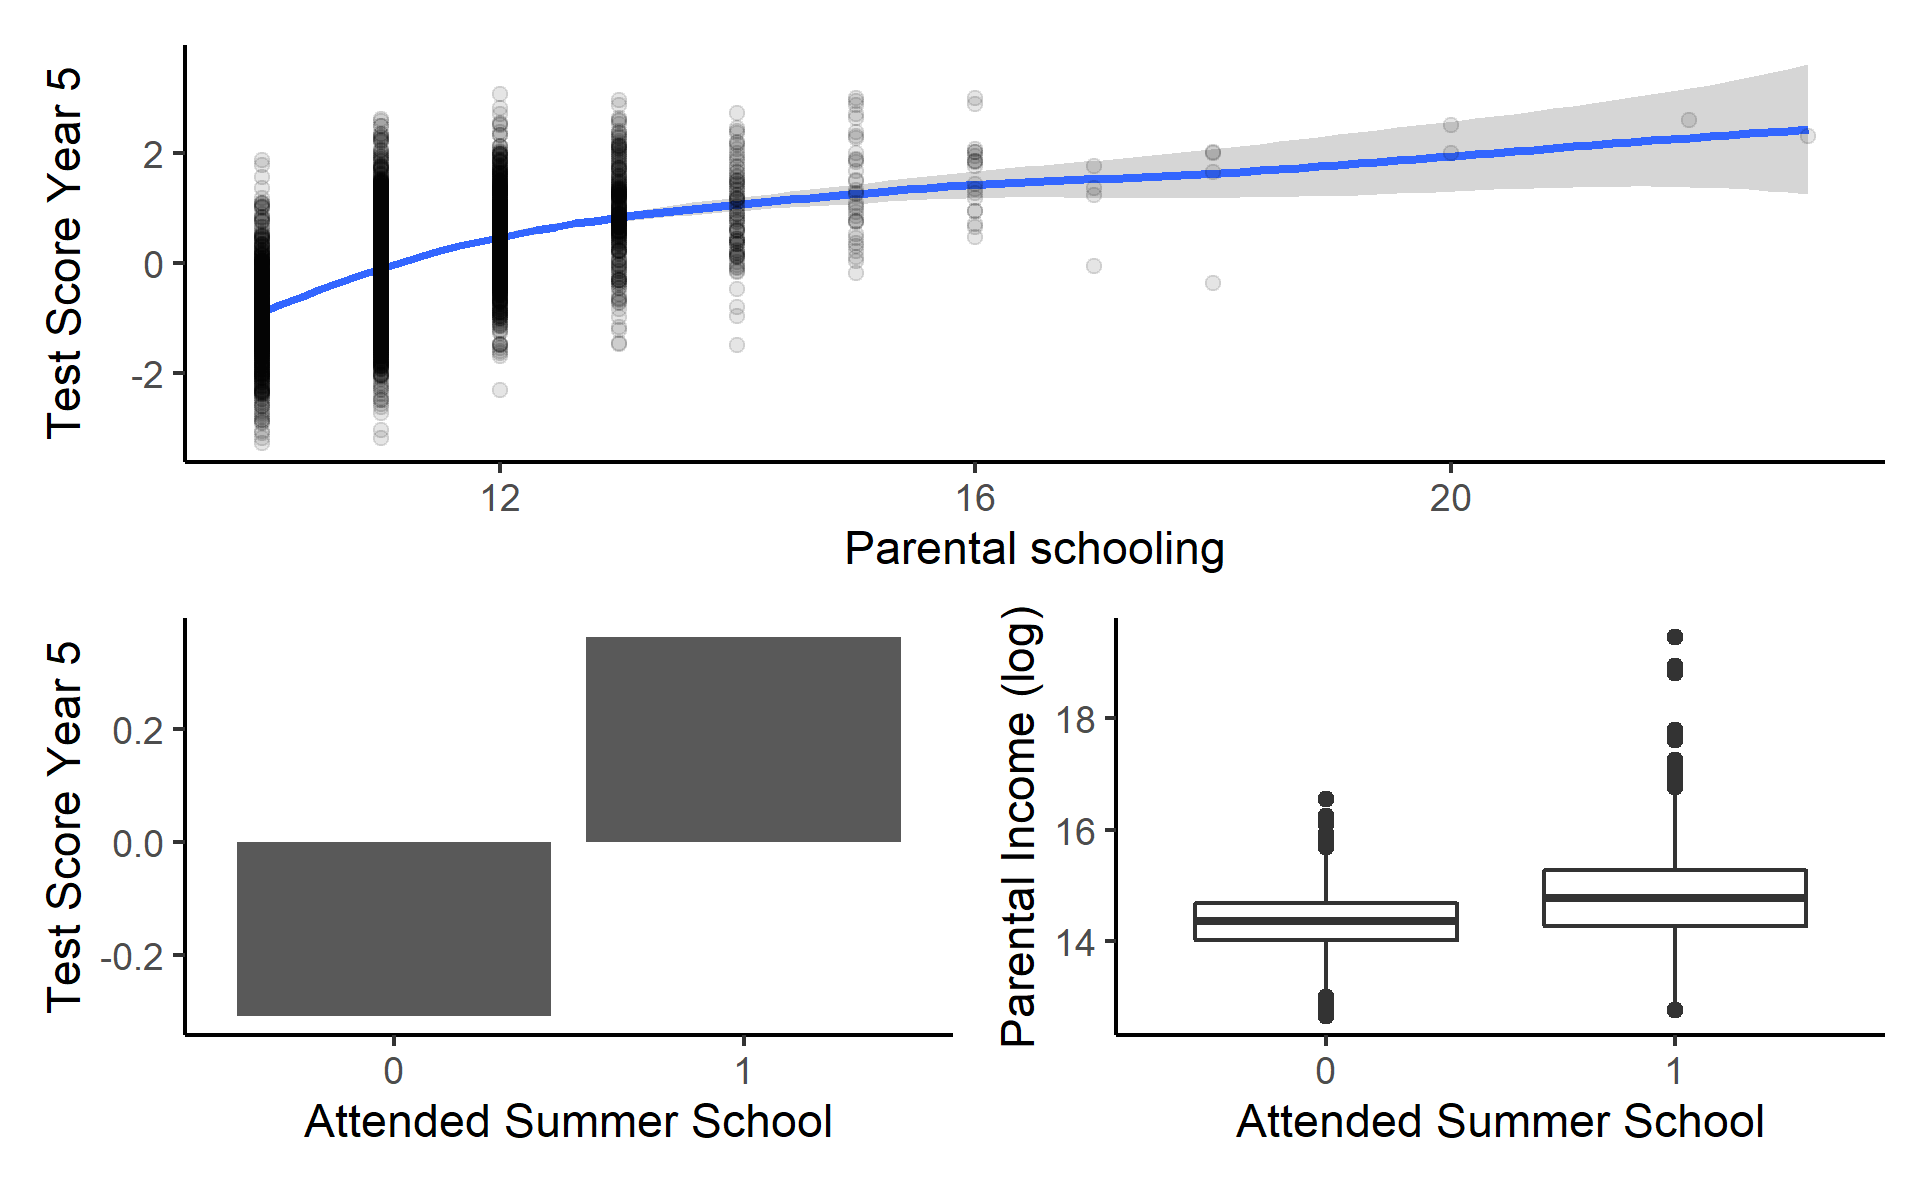 Test Score Year 5
2
0
-2
12 16 20
Parental schooling
Test Score Year 5
0.2
0.0
-0.2
0 1
Attended Summer School
Parental Income (log)
18
16
14
0 1
Attended Summer School